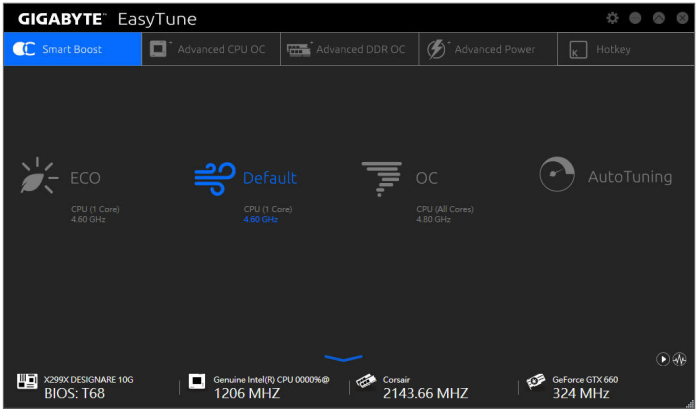 GIGABYTE™ EasyTune
Smart Boost
Advanced CPU OC
Advanced DDR OC
Advanced Power
K
Hotkey
ECO
CPU (1 Core)
4.60 GHz
Default
CPU (1 Core)
4.60 GHz
OC
CPU (All Cores)
4.80 GHz
AutoTuning
X299X DESIGNARE 10G
BIOS: T68
Genuine Intel(R) CPU 0000%@
1206 MHZ
Corsair
2143.66 MHZ
GeForce GTX 660
324 MHz